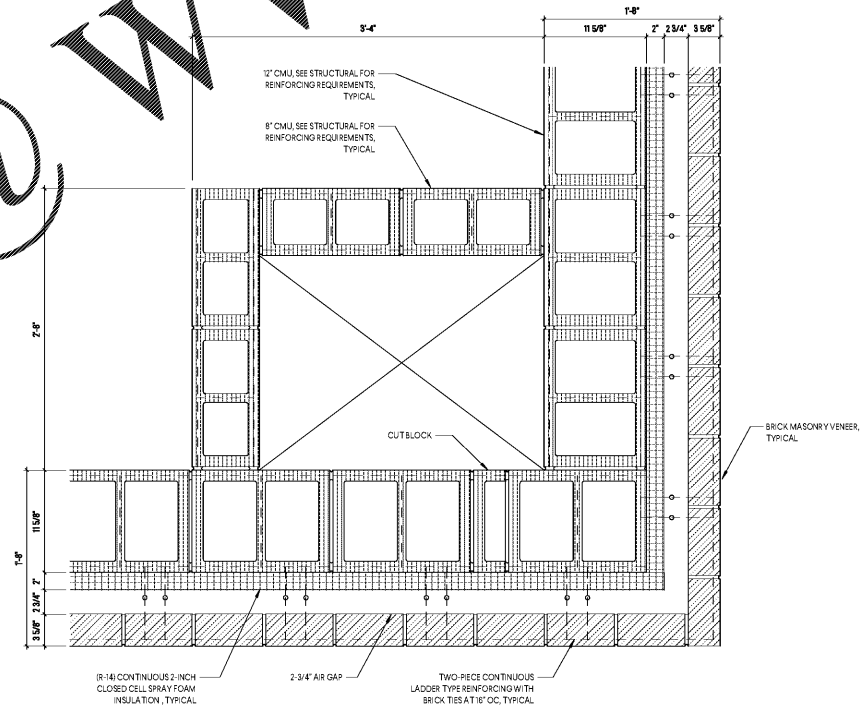 1'-8"
3'-4"
11 5/8"
2"
2 3/4"
3 5/8"
12" CMU, SEE STRUCTURAL FOR
REINFORCING REQUIREMENTS,
TYPICAL
8" CMU, SEE STRUCTURAL FOR
REINFORCING REQUIREMENTS,
TYPICAL
2'-8"
CUT BLOCK
BRICK MASONRY VENEER,
TYPICAL
1'-8"
11 5/8"
2"
2 3/4"
3 5/8"
(R-14) CONTINUOUS 2-INCH
CLOSED CELL SPRAY FOAM
INSULATION , TYPICAL
2-3/4" AIR GAP
TWO-PIECE CONTINUOUS
LADDER TYPE REINFORCING WITH
BRICK TIES AT 16" OC, TYPICAL
@ W